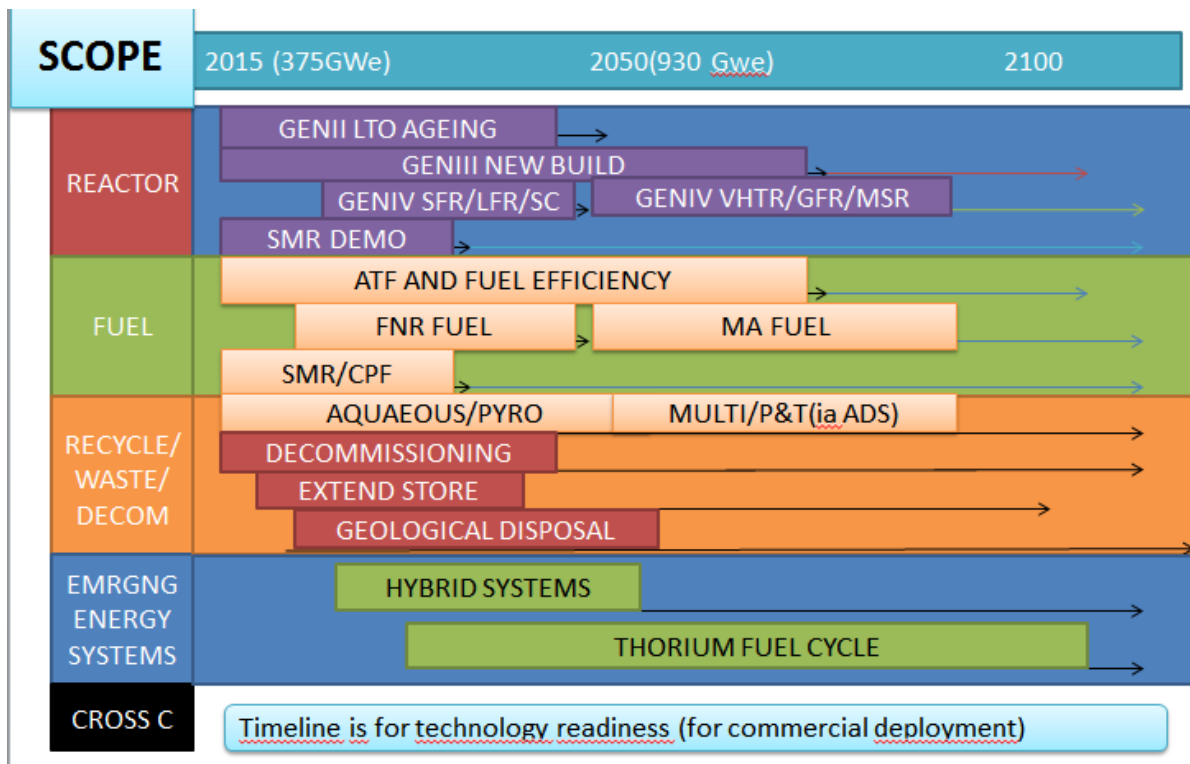 SCOPE
2015 (375GWe) 2050(930 Gwe) 2100
REACTOR
GENII LTO AGEING
GENIII NEW BUILD
GENIV SFR/LFR/SC
GENIV VHTR/GFR/MSR
SMR DEMO
FUEL
ATF AND FUEL EFFICIENCY
FNR FUEL
MA FUEL
SMR/CPF
RECYCLE/
WASTE/
DECOM
AQUAEOUS/PYRO
MULTI/P&T(ia ADS)
DECOMMISSIONING
EXTEND STORE
GEOLOGICAL DISPOSAL
EMRGNG
ENERGY
SYSTEMS
HYBRID SYSTEMS
THORIUM FUEL CYCLE
CROSS C
Timeline is for technology readiness (for commercial deployment)